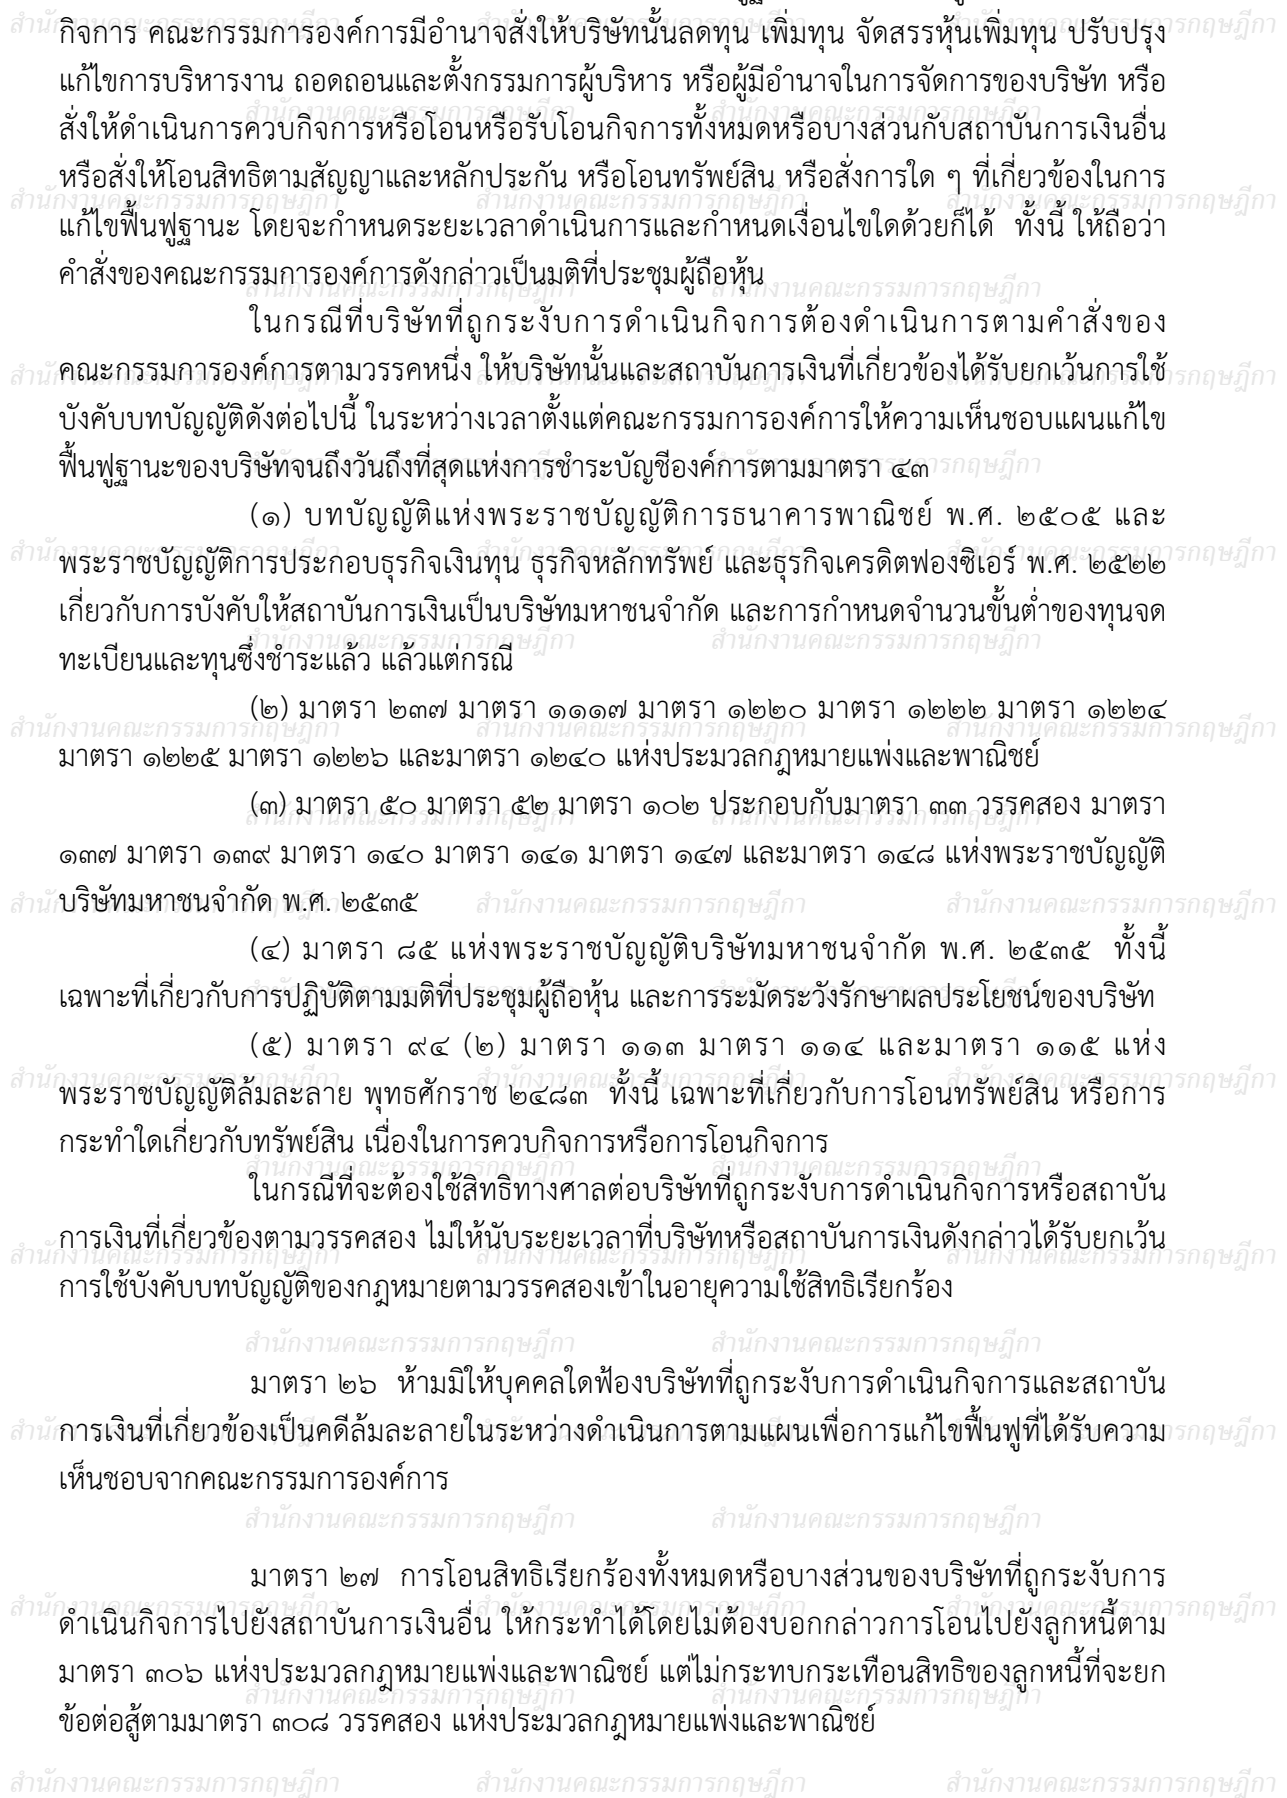 กิจการ คณะกรรมการองค์การมีอำนาจสั่งให้บริษัทนั้นลดทุน เพิ่มทุน จัดสรรหุ้นเพิ่มทุน ปรับปรุง
แก้ไขการบริหารงาน ถอดถอนและตั้งกรรมการผู้บริหาร หรือผู้มีอำนาจในการจัดการของบริษัท หรือ
สั่งให้ดำเนินการควบกิจการหรือโอนหรือรับโอนกิจการทั้งหมดหรือบางส่วนกับสถาบันการเงินอื่น
หรือสั่งให้โอนสิทธิตามสัญญาและหลักประกัน หรือโอนทรัพย์สิน หรือสั่งการใด ๆ ที่เกี่ยวข้องในการ
แก้ไขฟื้นฟูฐานะ โดยจะกำหนดระยะเวลาดำเนินการและกำหนดเงื่อนไขใดด้วยก็ได้  ทั้งนี้ ให้ถือว่า
คำสั่งของคณะกรรมการองค์การดังกล่าวเป็นมติที่ประชุมผู้ถือหุ้น
ในกรณีที่บริษัทที่ถูกระงับการดำเนินกิจการต้องดำเนินการตามคำสั่งของ
คณะกรรมการองค์การตามวรรคหนึ่ง ให้บริษัทนั้นและสถาบันการเงินที่เกี่ยวข้องได้รับยกเว้นการใช้
บังคับบทบัญญัติดังต่อไปนี้ ในระหว่างเวลาตั้งแต่คณะกรรมการองค์การให้ความเห็นชอบแผนแก้ไข
ฟื้นฟูฐานะของบริษัทจนถึงวันถึงที่สุดแห่งการชำระบัญชีองค์การตามมาตรา ๔๓
(๑) บทบัญญัติแห่งพระราชบัญญัติการธนาคารพาณิชย์ พ.ศ. ๒๕๐๕ และ
พระราชบัญญัติการประกอบธุรกิจเงินทุน ธุรกิจหลักทรัพย์ และธุรกิจเครดิตฟองซิเอร์ พ.ศ. ๒๕๒๒
เกี่ยวกับการบังคับให้สถาบันการเงินเป็นบริษัทมหาชนจำกัด และการกำหนดจำนวนขั้นต่ำของทุนจด
ทะเบียนและทุนซึ่งชำระแล้ว แล้วแต่กรณี
(๒) มาตรา ๒๓๗ มาตรา ๑๑๑๗ มาตรา ๑๒๒๐ มาตรา ๑๒๒๒ มาตรา ๑๒๒๔
มาตรา ๑๒๒๕ มาตรา ๑๒๒๖ และมาตรา ๑๒๔๐ แห่งประมวลกฎหมายแพ่งและพาณิชย์
(๓) มาตรา ๕๐ มาตรา ๕๒ มาตรา ๑๐๒ ประกอบกับมาตรา ๓๓ วรรคสอง มาตรา
๑๓๗ มาตรา ๑๓๙ มาตรา ๑๔๐ มาตรา ๑๔๑ มาตรา ๑๔๗ และมาตรา ๑๔๘ แห่งพระราชบัญญัติ
บริษัทมหาชนจำกัด พ.ศ. ๒๕๓๕
(๔) มาตรา ๘๕ แห่งพระราชบัญญัติบริษัทมหาชนจำกัด พ.ศ. ๒๕๓๕  ทั้งนี้
เฉพาะที่เกี่ยวกับการปฏิบัติตามมติที่ประชุมผู้ถือหุ้น และการระมัดระวังรักษาผลประโยชน์ของบริษัท
(๕) มาตรา ๙๔ (๒) มาตรา ๑๑๓ มาตรา ๑๑๔ และมาตรา ๑๑๕ แห่ง
พระราชบัญญัติล้มละลาย พุทธศักราช ๒๔๘๓  ทั้งนี้ เฉพาะที่เกี่ยวกับการโอนทรัพย์สิน หรือการ
กระทำใดเกี่ยวกับทรัพย์สิน เนื่องในการควบกิจการหรือการโอนกิจการ
ในกรณีที่จะต้องใช้สิทธิทางศาลต่อบริษัทที่ถูกระงับการดำเนินกิจการหรือสถาบัน
การเงินที่เกี่ยวข้องตามวรรคสอง ไม่ให้นับระยะเวลาที่บริษัทหรือสถาบันการเงินดังกล่าวได้รับยกเว้น
การใช้บังคับบทบัญญัติของกฎหมายตามวรรคสองเข้าในอายุความใช้สิทธิเรียกร้อง
มาตรา ๒๖  ห้ามมิให้บุคคลใดฟ้องบริษัทที่ถูกระงับการดำเนินกิจการและสถาบัน
การเงินที่เกี่ยวข้องเป็นคดีล้มละลายในระหว่างดำเนินการตามแผนเพื่อการแก้ไขฟื้นฟูที่ได้รับความ
เห็นชอบจากคณะกรรมการองค์การ
มาตรา ๒๗  การโอนสิทธิเรียกร้องทั้งหมดหรือบางส่วนของบริษัทที่ถูกระงับการ
ดำเนินกิจการไปยังสถาบันการเงินอื่น ให้กระทำได้โดยไม่ต้องบอกกล่าวการโอนไปยังลูกหนี้ตาม
มาตรา ๓๐๖ แห่งประมวลกฎหมายแพ่งและพาณิชย์ แต่ไม่กระทบกระเทือนสิทธิของลูกหนี้ที่จะยก
ข้อต่อสู้ตามมาตรา ๓๐๘ วรรคสอง แห่งประมวลกฎหมายแพ่งและพาณิชย์
สำนักงานคณะกรรมการกฤษฎีกา สำนักงานคณะกรรมการกฤษฎีกา สำนักงานคณะกรรมการกฤษฎีกา